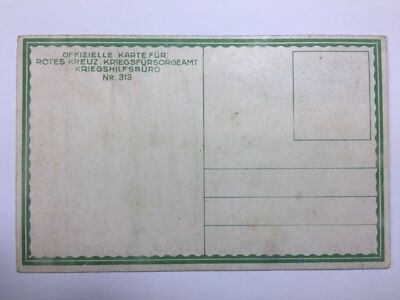 OFFIZIELLE KARTE FÜR:
ROTES KREUZ, KRIEGSFÜRSORGEAMT
KRIEGSHILFSBÜRO
NR. 313